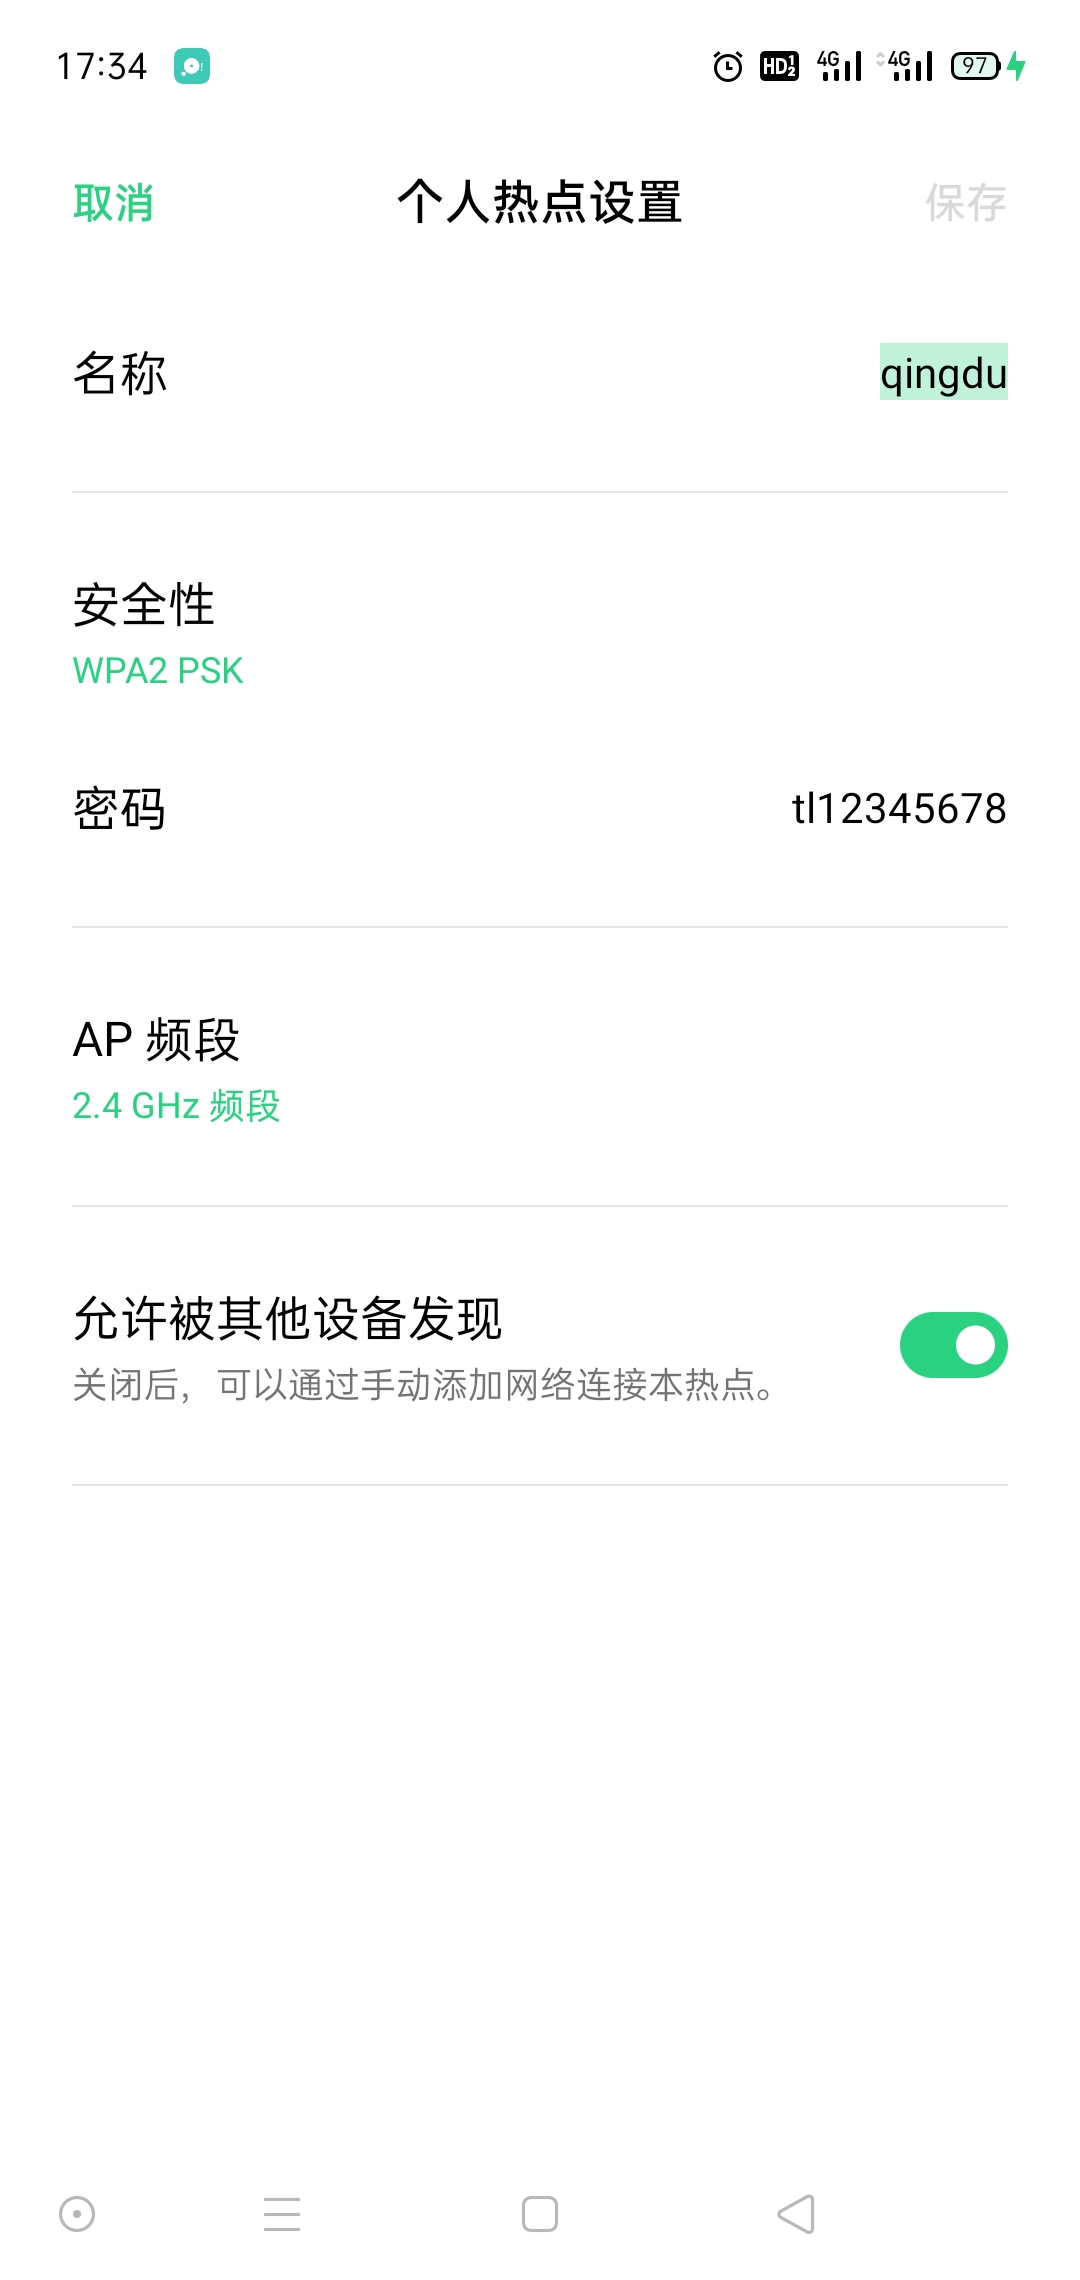 17:34
HD12 4G 4G 97
取消 个人热点设置 保存
名称 qingdu
安全性
WPA2 PSK
密码 tl12345678
AP 频段
2.4 GHz 频段
允许被其他设备发现
关闭后，可以通过手动添加网络连接本热点。